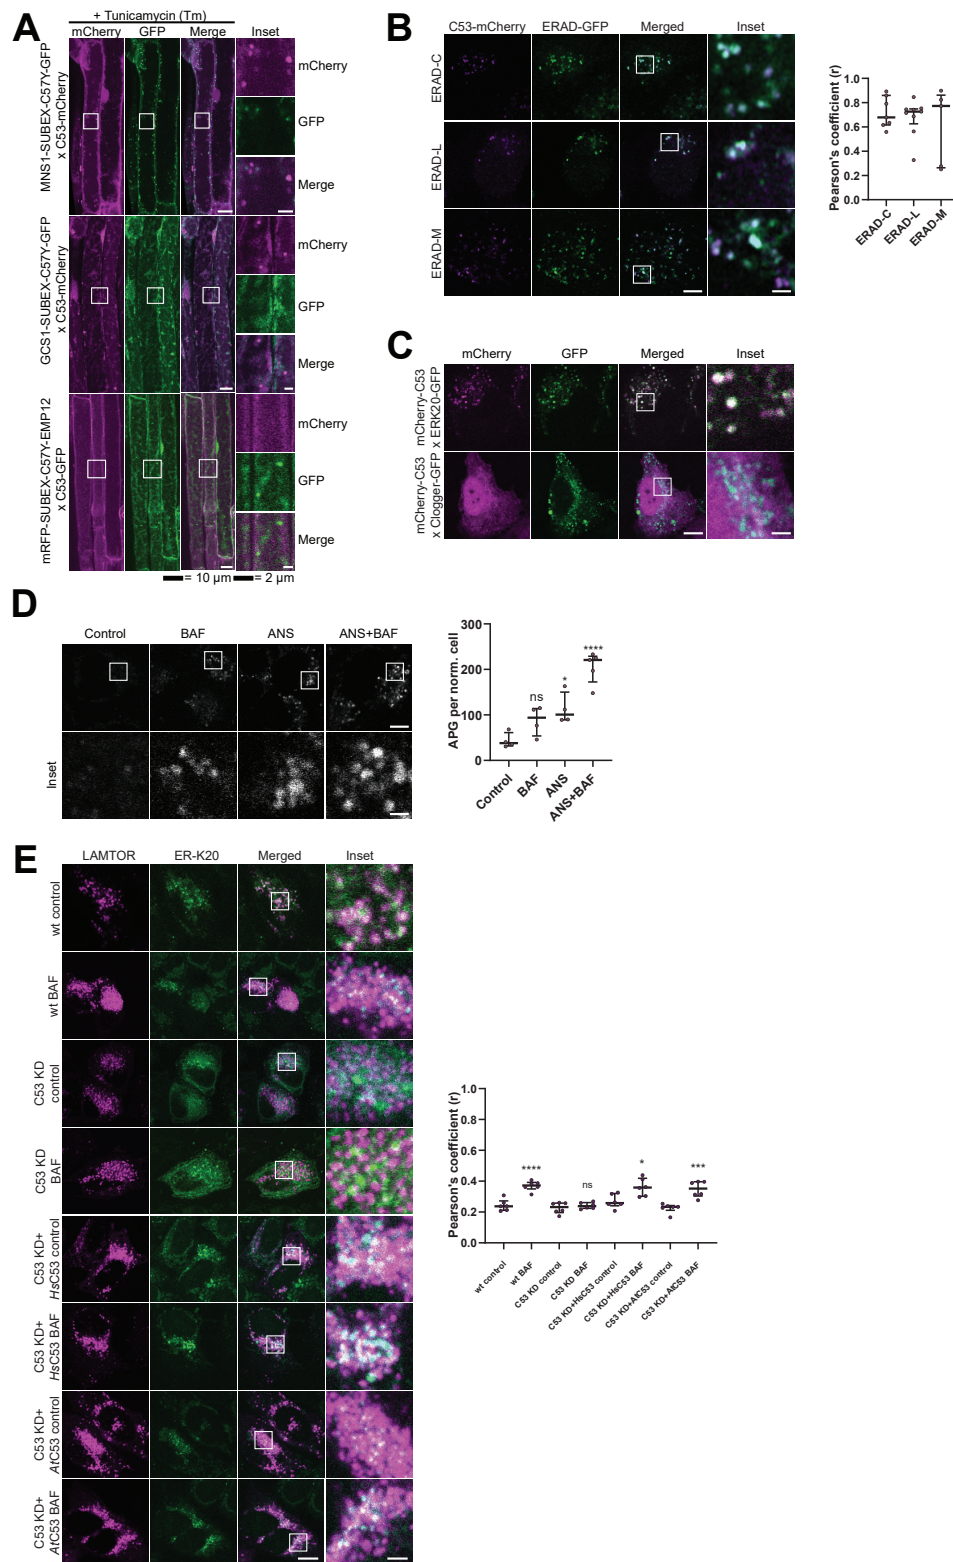 A
+ Tunicamycin (Tm)
mCherry GFP Merge Inset
MNS1-SUBEX-C57Y-GFP
x C53-mCherry
mCherry
GFP
Merge
GCS1-SUBEX-C57Y-GFP
x C53-mCherry
mCherry
GFP
Merge
mRFP-SUBEX-C57Y-EMP12
x C53-GFP
mCherry
GFP
Merge
= 10 µm = 2 µm
B
C53-mCherry ERAD-GFP Merged Inset
ERAD-C
ERAD-L
ERAD-M
Pearson's coefficient (r)
1.0
0.8
0.6
0.4
0.2
0.0
ERAD-C
ERAD-L
ERAD-M
C
mCherry GFP Merged Inset
mCherry-C53
x ERK20-GFP
mCherry-C53
x Clogger-GFP
D
Control BAF ANS ANS+BAF
Inset
APG per norm. cell
300
200
100
0
ns
*
****
Control
BAF
ANS
ANS+BAF
E
LAMTOR ER-K20 Merged Inset
wt control
wt BAF
C53 KD
control
C53 KD
BAF
C53 KD+
HsC53 control
C53 KD+
HsC53 BAF
C53 KD+
AtC53 control
C53 KD+
AtC53 BAF
Pearson's coefficient (r)
1.0
0.8
0.6
0.4
0.2
0.0
****
ns
*
***
wt control
wt BAF
C53 KD control
C53 KD BAF
C53 KD+HsC53 control
C53 KD+HsC53 BAF
C53 KD+AtC53 control
C53 KD+AtC53 BAF